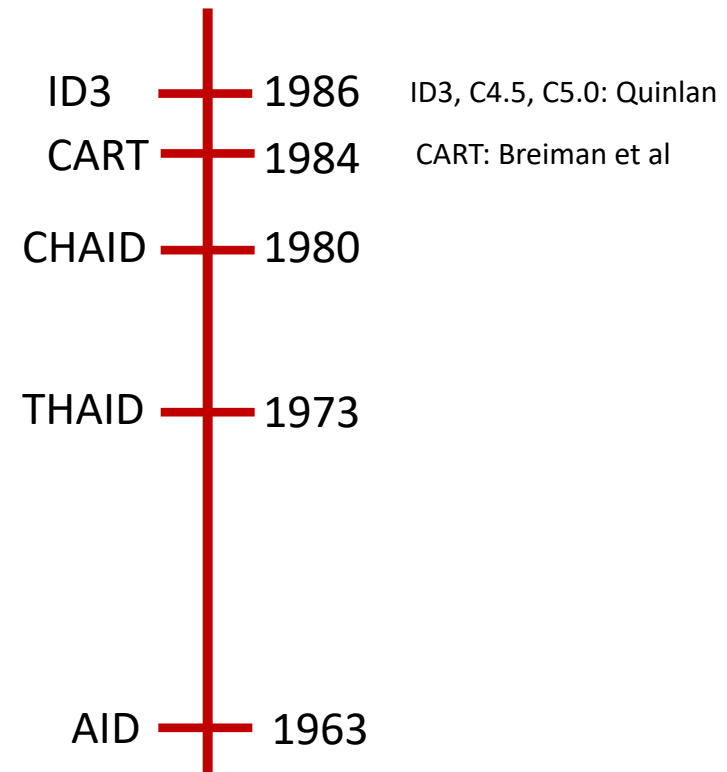 ID3 1986 ID3, C4.5, C5.0: Quinlan
CART 1984 CART: Breiman et al
CHAID 1980
THAID 1973
AID 1963